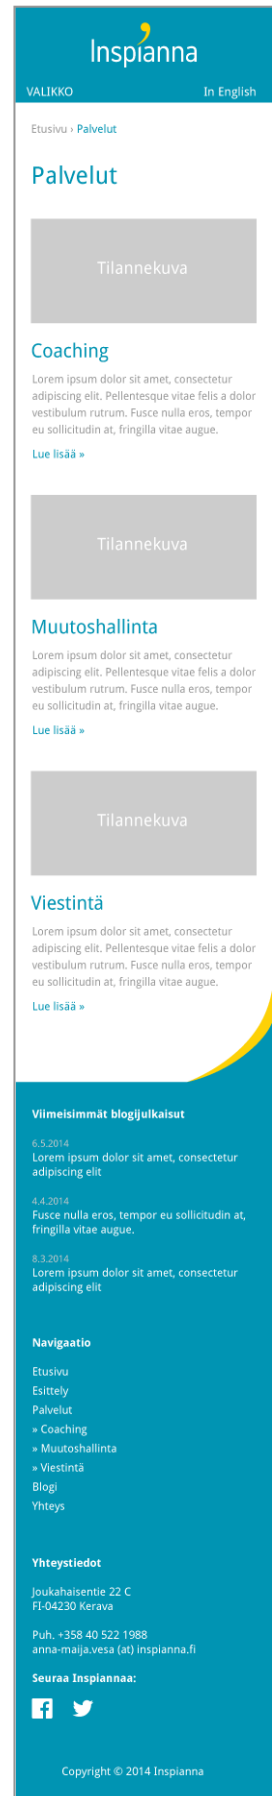 Inspianna
VALIKKO
In English
Etusivu › Palvelut
Palvelut
Tilannekuva
Coaching
Lorem ipsum dolor sit amet, consectetur
adipiscing elit. Pellentesque vitae felis a dolor
vestibulum rutrum. Fusce nulla eros, tempor
eu sollicitudin at, fringilla vitae augue.
Lue lisää »
Tilannekuva
Muutoshallinta
Lorem ipsum dolor sit amet, consectetur
adipiscing elit. Pellentesque vitae felis a dolor
vestibulum rutrum. Fusce nulla eros, tempor
eu sollicitudin at, fringilla vitae augue.
Lue lisää »
Tilannekuva
Viestintä
Lorem ipsum dolor sit amet, consectetur
adipiscing elit. Pellentesque vitae felis a dolor
vestibulum rutrum. Fusce nulla eros, tempor
eu sollicitudin at, fringilla vitae augue.
Lue lisää »
Viimeisimmät blogijulkaisut
6.5.2014
Lorem ipsum dolor sit amet, consectetur
adipiscing elit
4.4.2014
Fusce nulla eros, tempor eu sollicitudin at,
fringilla vitae augue.
8.3.2014
Lorem ipsum dolor sit amet, consectetur
adipiscing elit
Navigaatio
Etusivu
Esittely
Palvelut
» Coaching
» Muutoshallinta
» Viestintä
Blogi
Yhteys
Yhteystiedot
Joukahaisentie 22 C
FI-04230 Kerava
Puh. +358 40 522 1988
anna-maija.vesa (at) inspianna.fi
Seuraa Inspiannaa:
Copyright © 2014 Inspianna